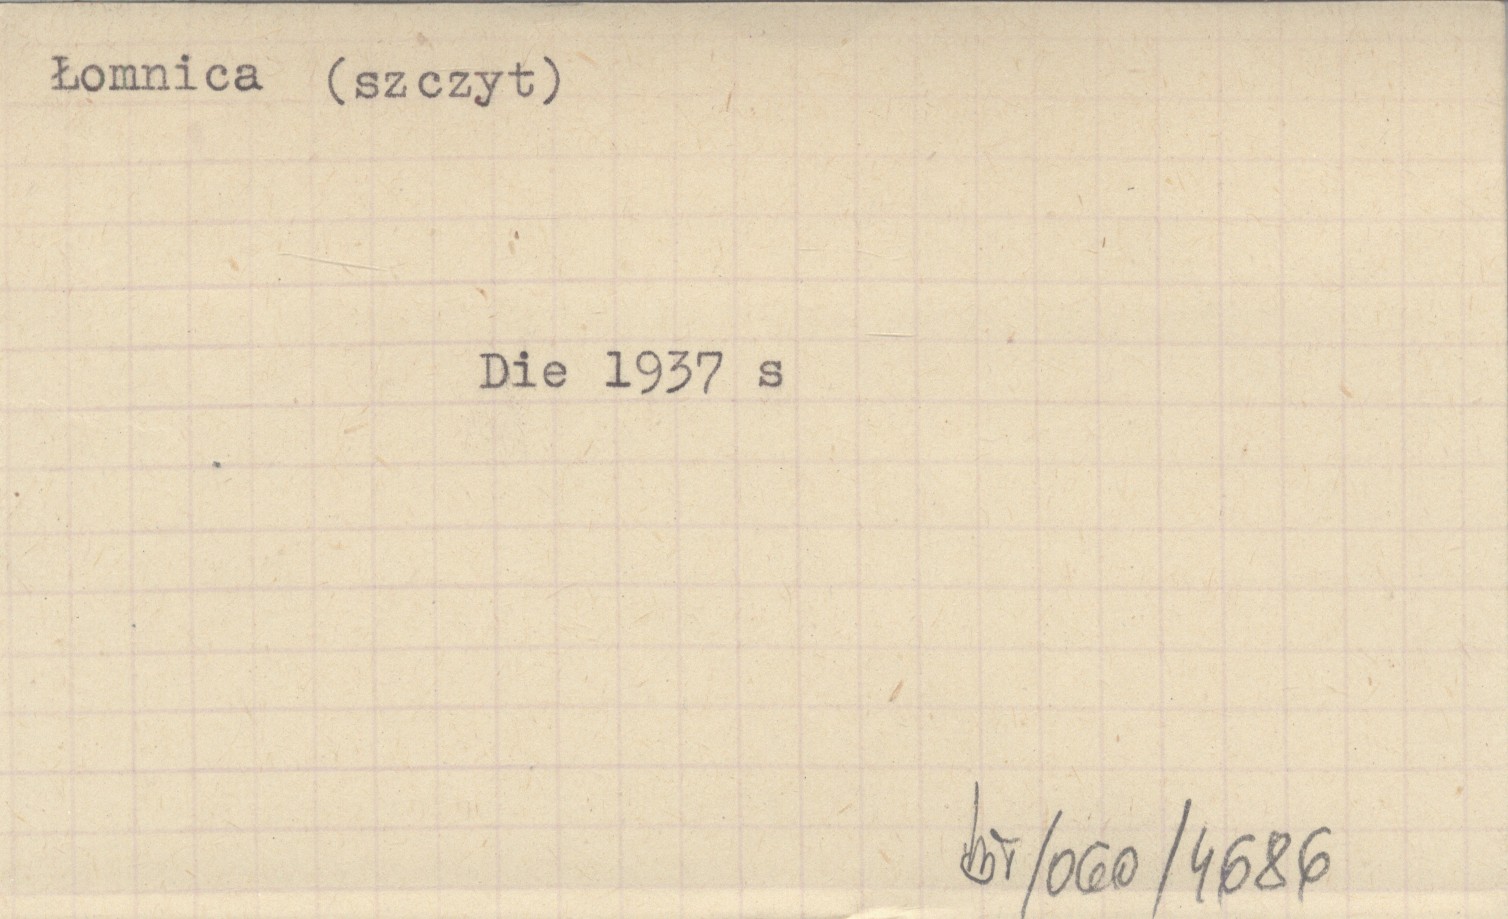 Łomnica (szczyt)
Die 1937 s
/060/4686